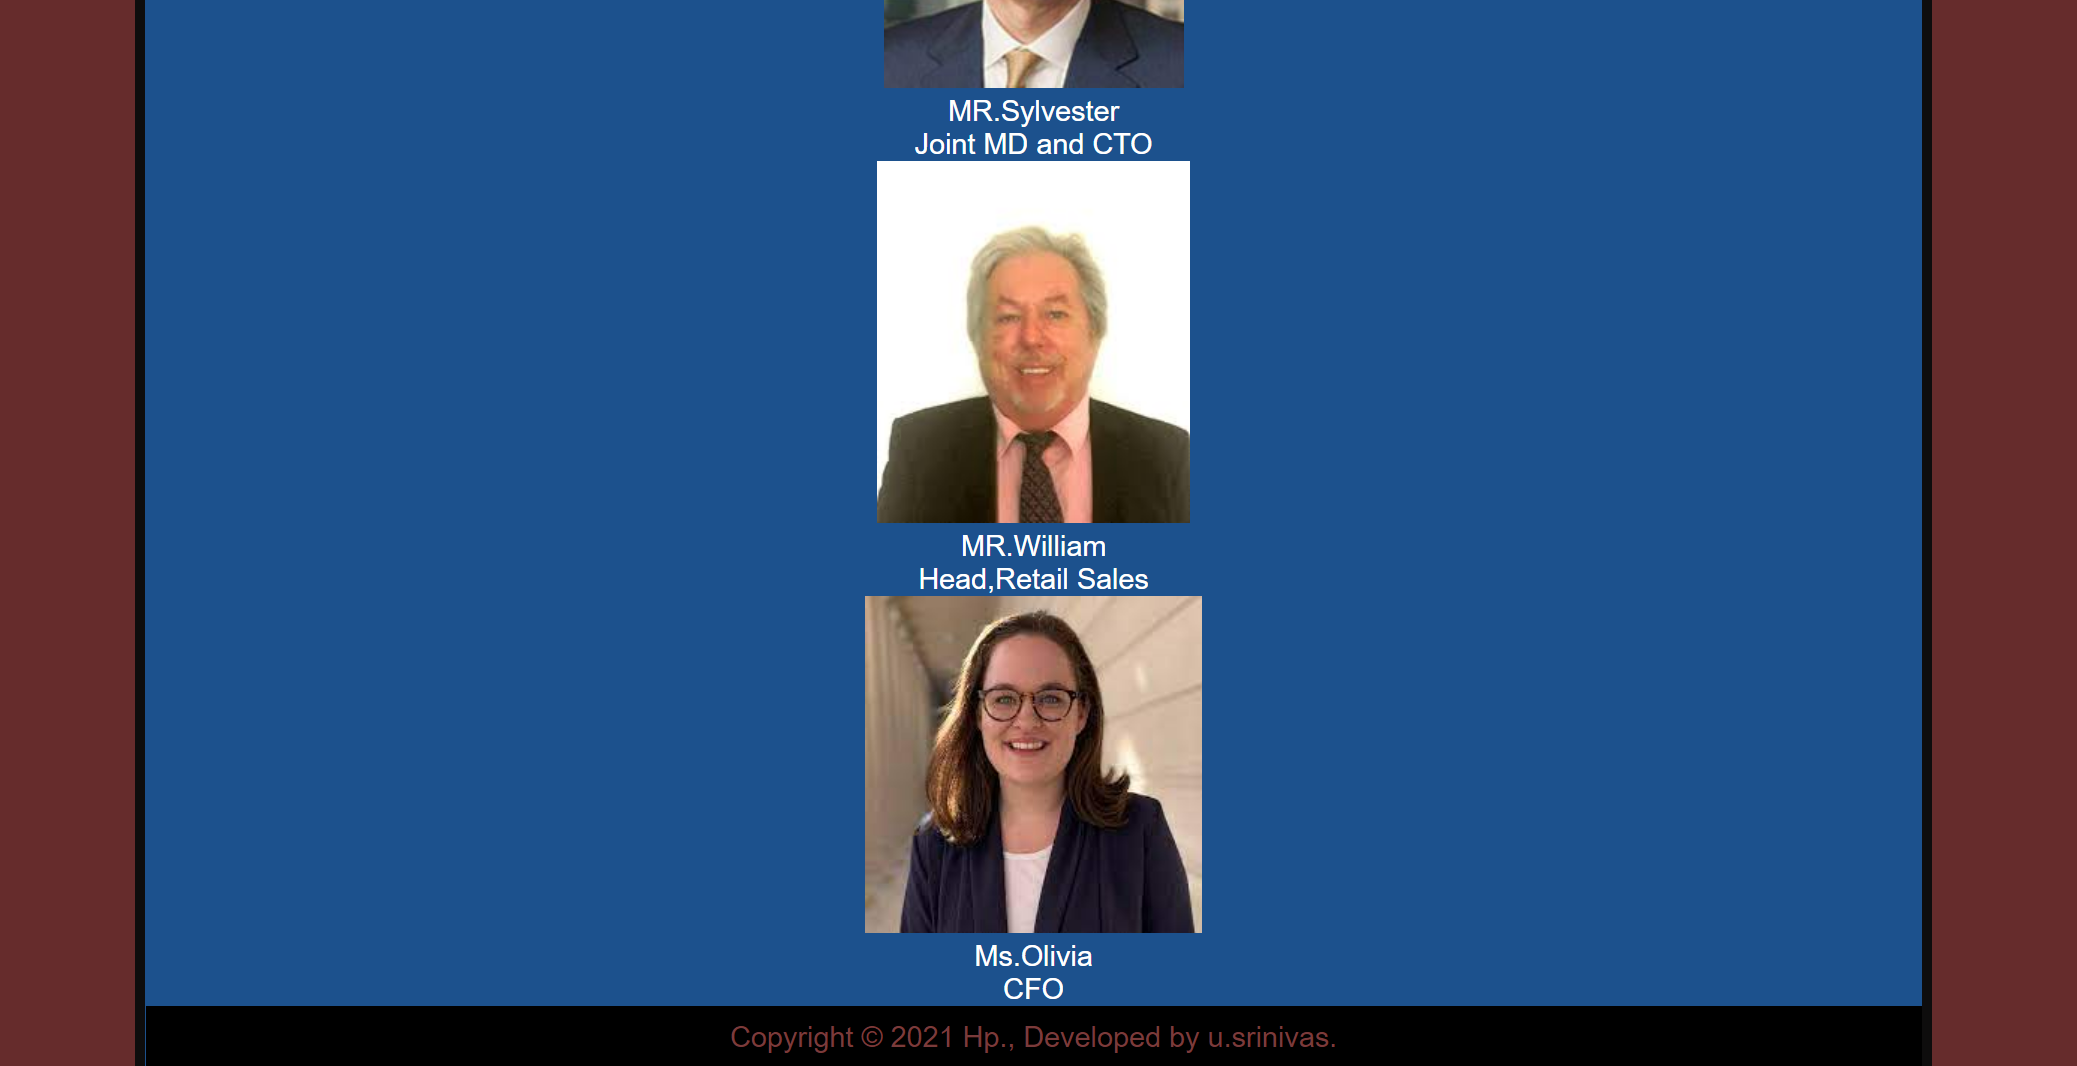 MR.Sylvester
Joint MD and CTO
MR.William
Head,Retail Sales
Ms.Olivia
CFO
Copyright © 2021 Hp., Developed by u.srinivas.